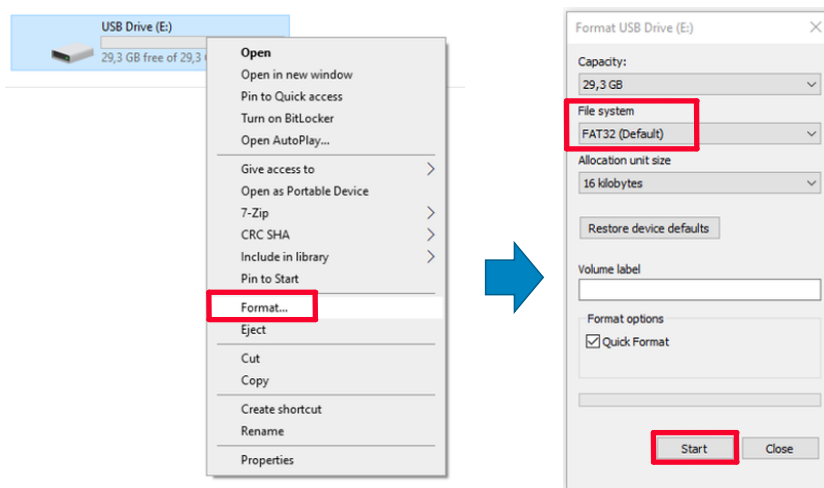 USB Drive (E:)
29,3 GB free of 29,3
Open
Open in new window
Pin to Quick access
Turn on BitLocker
Open AutoPlay...
Give access to
Open as Portable Device
7-Zip
CRC SHA
Include in library
Pin to Start
Format...
Eject
Cut
Copy
Create shortcut
Rename
Properties
Format USB Drive (E:)
Capacity:
29,3 GB
File system
FAT32 (Default)
Allocation unit size
16 kilobytes
Restore device defaults
Volume label
Format options
Quick Format
Start
Close